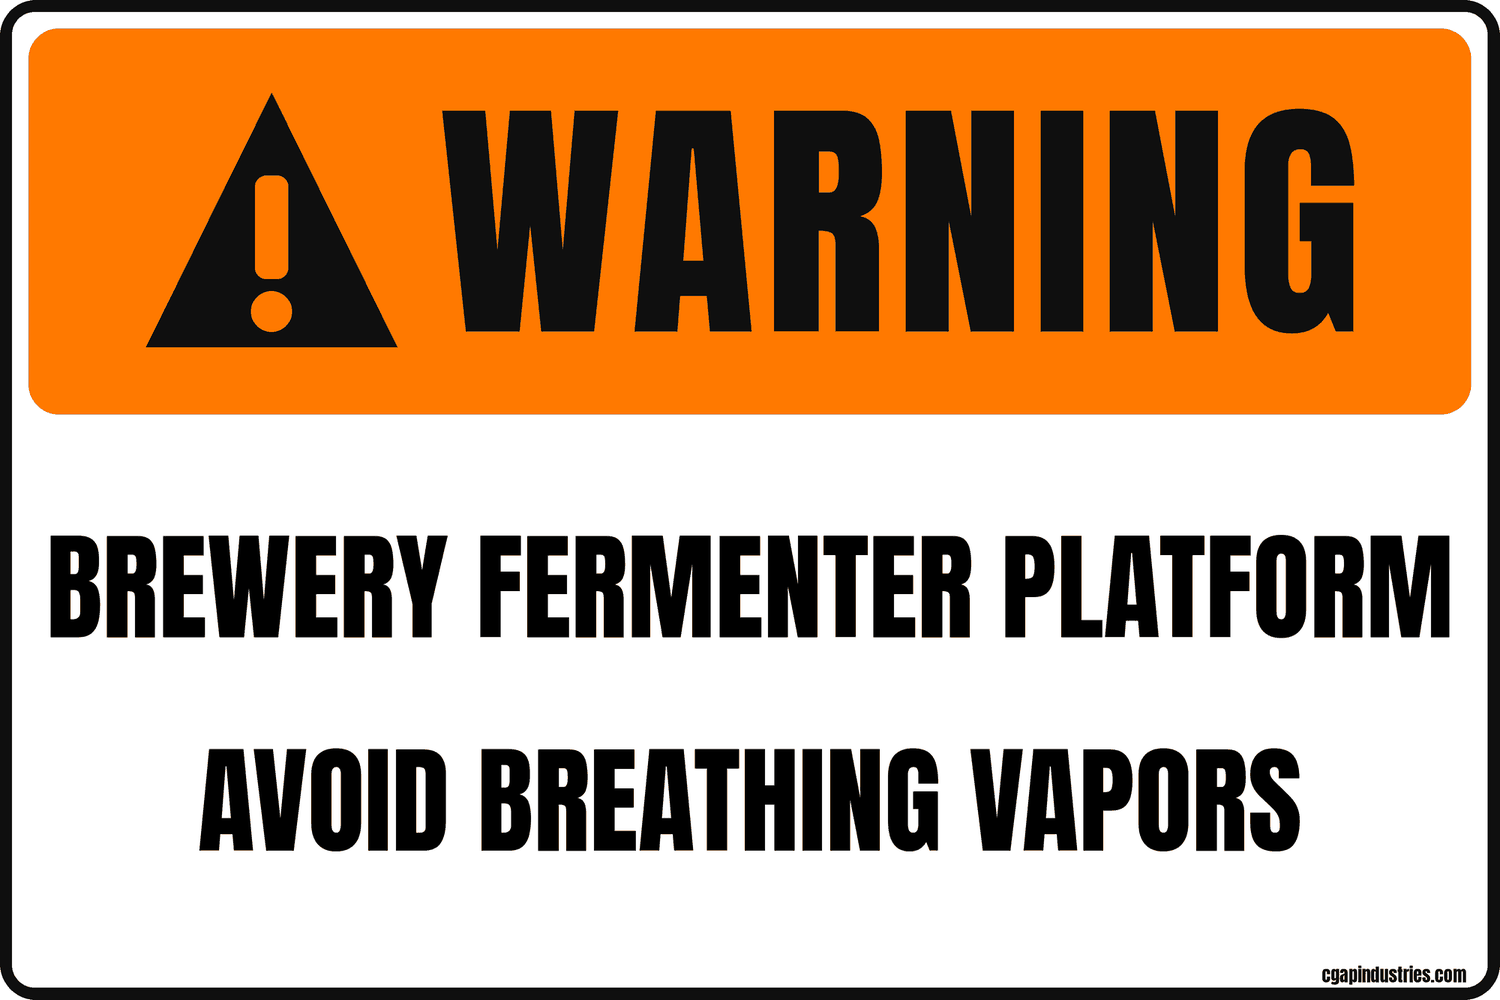 WARNING
BREWERY FERMENTER PLATFORM
AVOID BREATHING VAPORS
cgapindustries.com